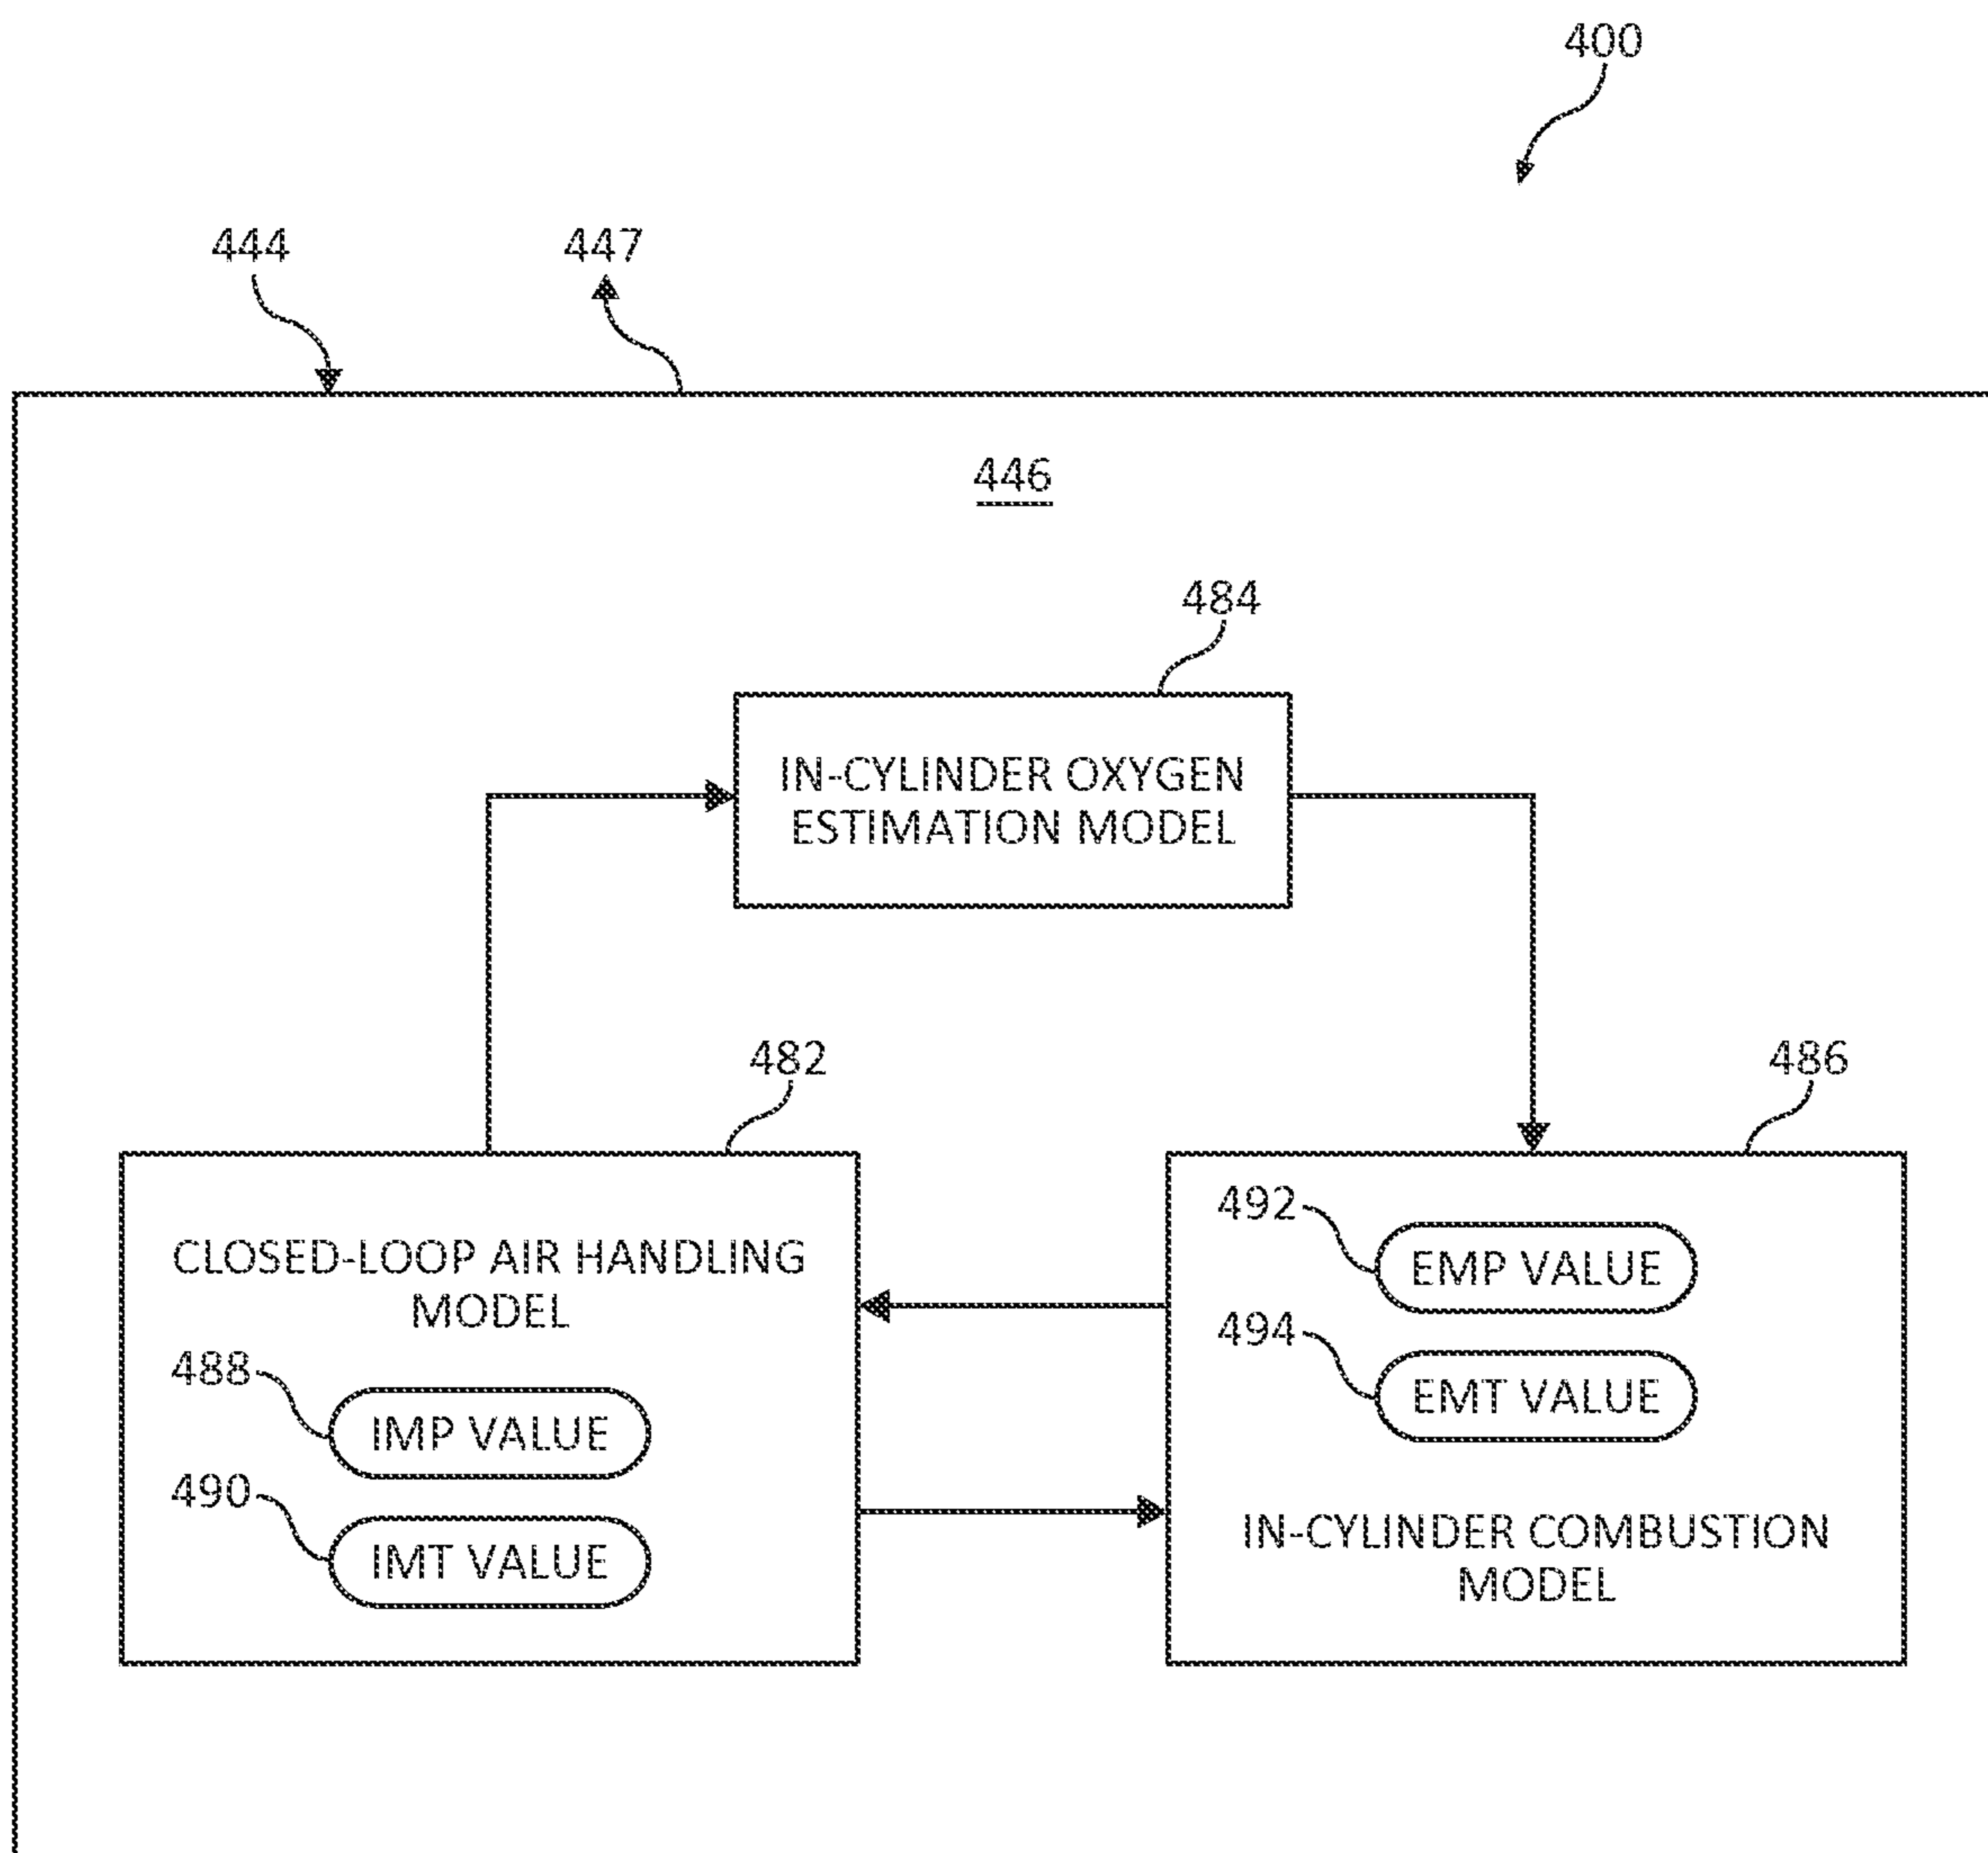 400
444
447
446
484
IN-CYLINDER OXYGEN
ESTIMATION MODEL
482
486
CLOSED-LOOP AIR HANDLING
MODEL
488
IMP VALUE
490
IMT VALUE
492
EMP VALUE
494
EMT VALUE
IN-CYLINDER COMBUSTION
MODEL